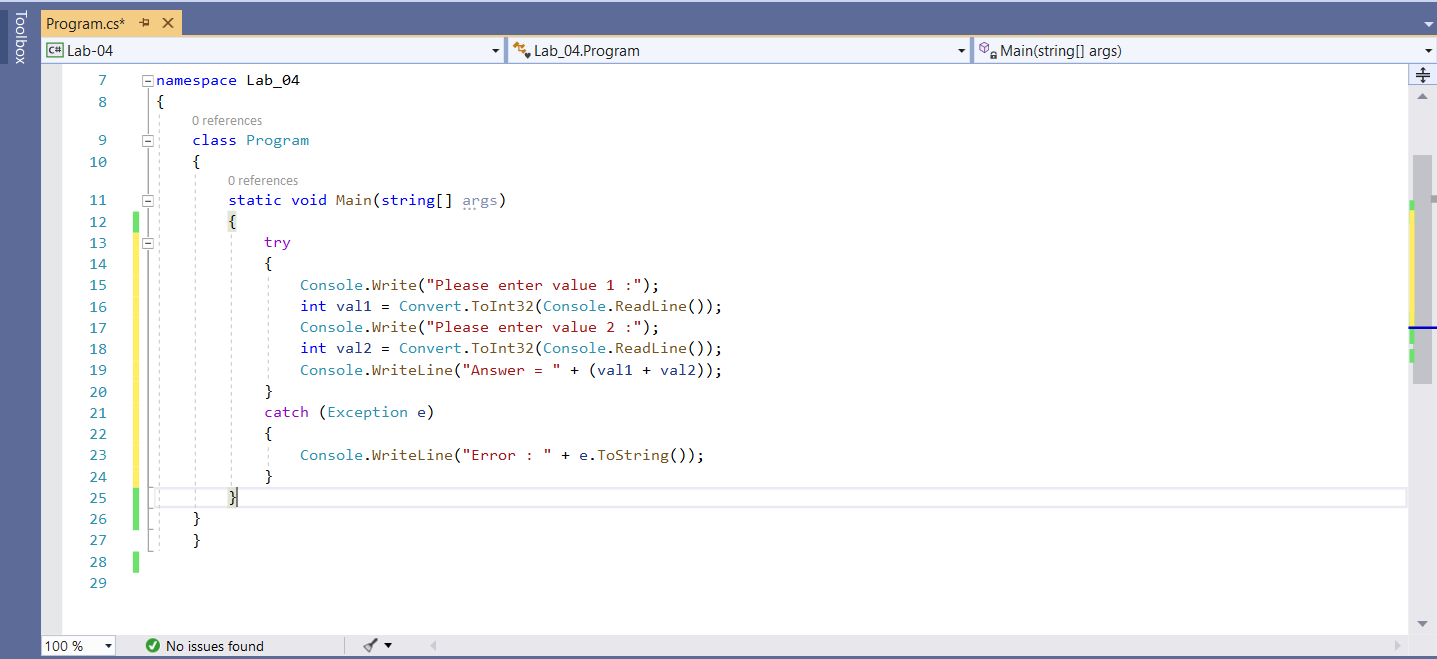 Toolbox
Program.cs*
Lab-04 Lab_04.Program Main(string[] args)
7 namespace Lab_04
8 {
0 references
9 class Program
10 {
0 references
11 static void Main(string[] args)
12 {
13 try
14 {
15 Console.Write("Please enter value 1 :");
16 int val1 = Convert.ToInt32(Console.ReadLine());
17 Console.Write("Please enter value 2 :");
18 int val2 = Convert.ToInt32(Console.ReadLine());
19 Console.WriteLine("Answer = " + (val1 + val2));
20 }
21 catch (Exception e)
22 {
23 Console.WriteLine("Error : " + e.ToString());
24 }
25 }
26 }
27 }
28
29
100 % No issues found